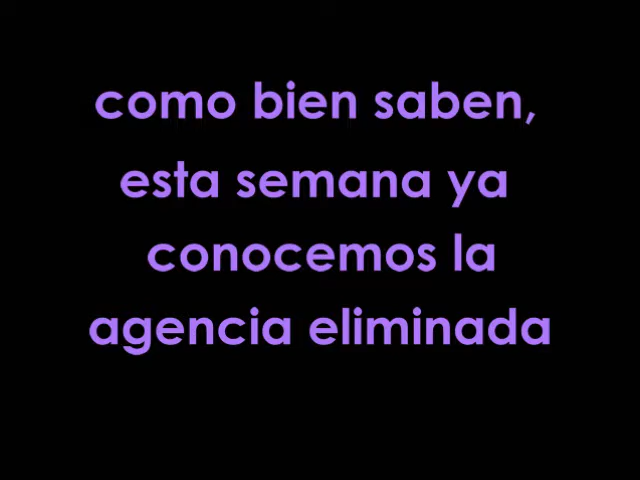 como bien saben,
esta semana ya
conocemos la
agencia eliminada